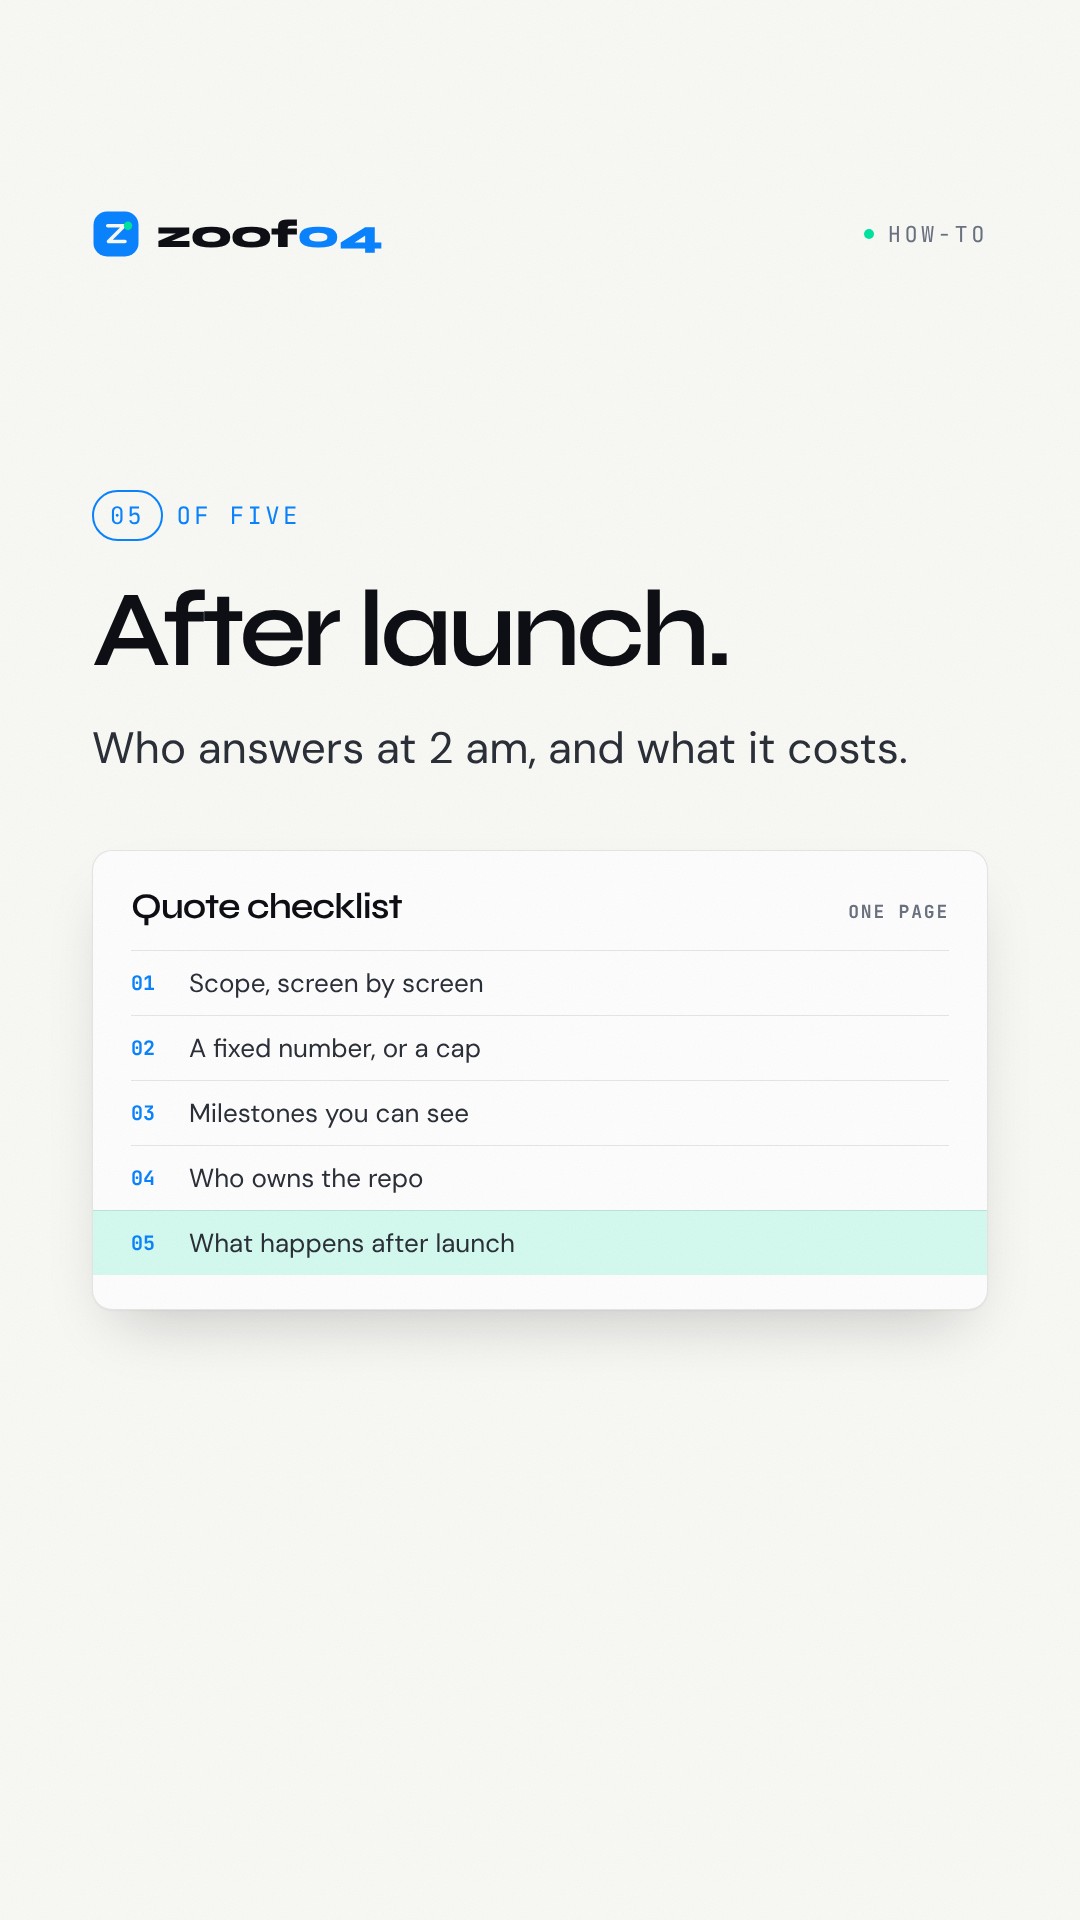 Z zoof04
HOW-TO
05 OF FIVE
After launch.
Who answers at 2 am, and what it costs.
Quote checklist
ONE PAGE
01 Scope, screen by screen
02 A fixed number, or a cap
03 Milestones you can see
04 Who owns the repo
05 What happens after launch